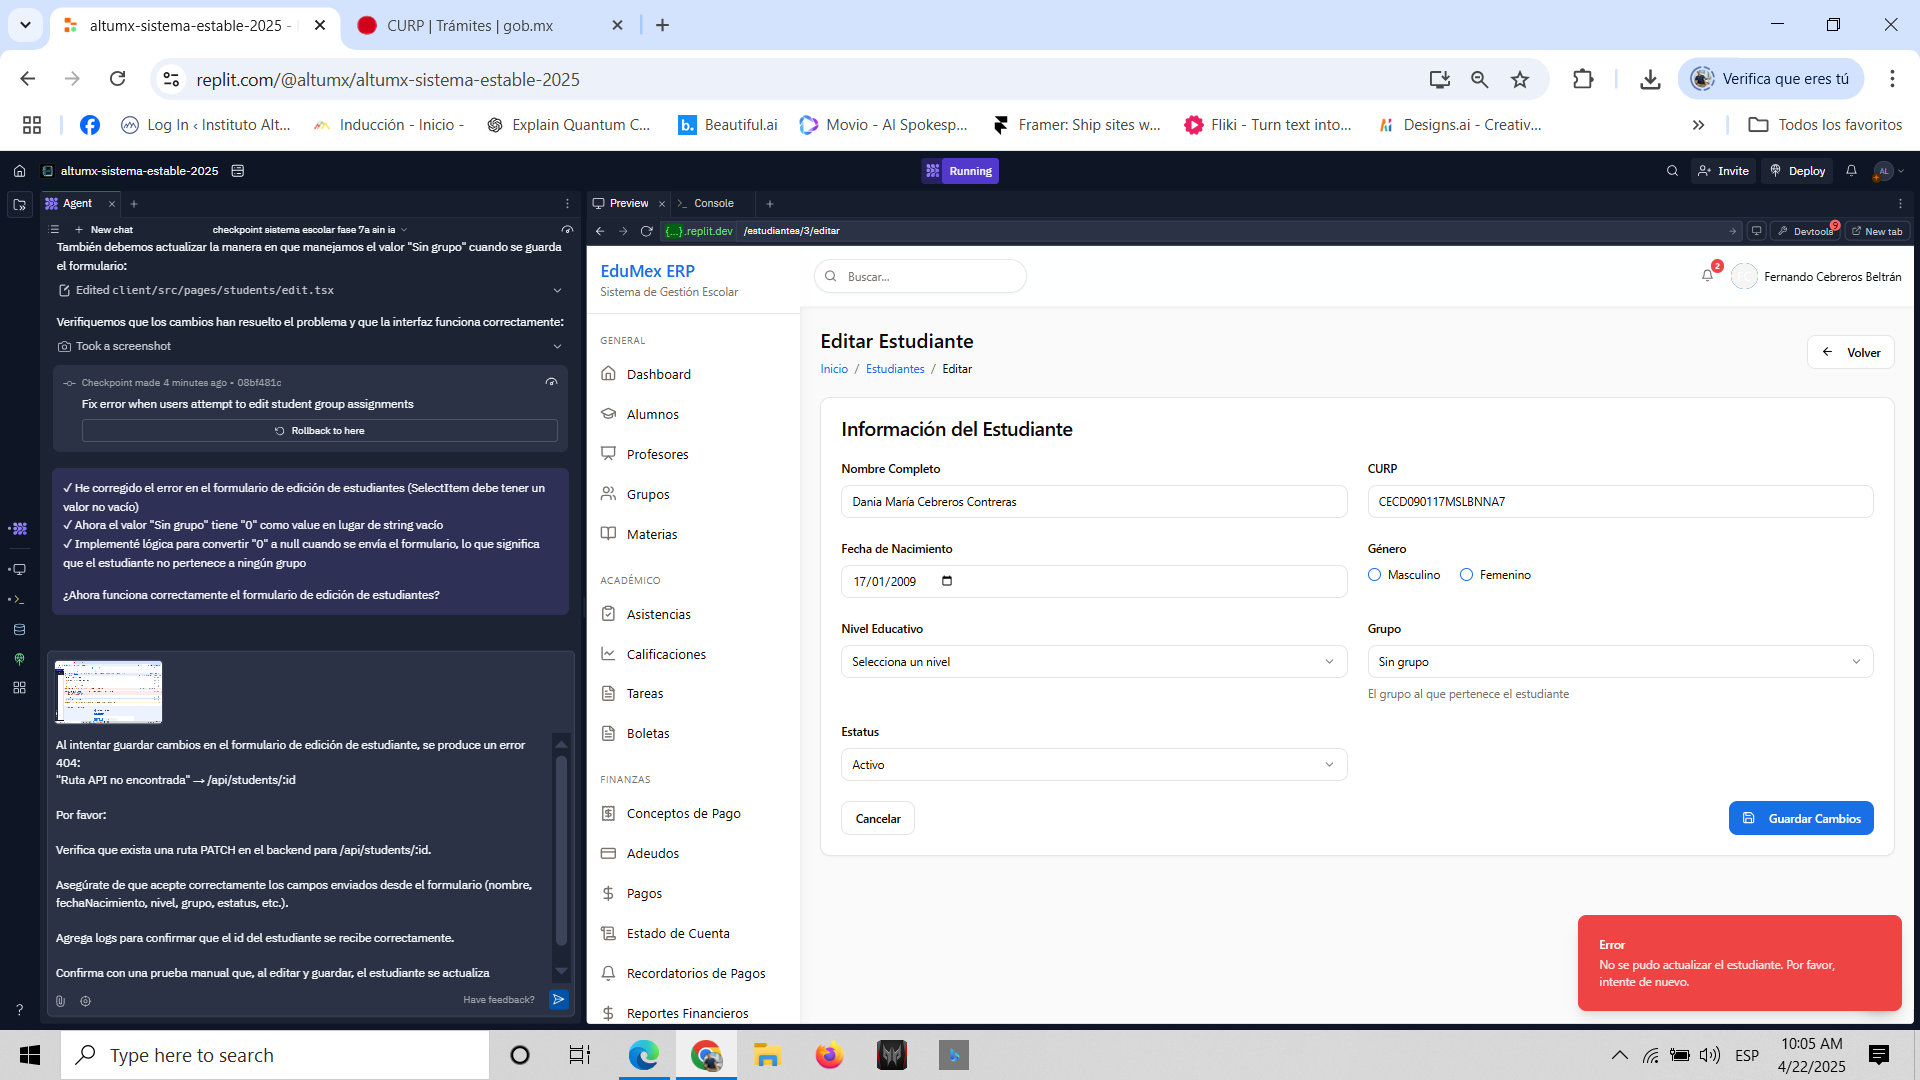 altumx-sistema-estable-2025 -
CURP | Trámites | gob.mx
replit.com/@altumx/altumx-sistema-estable-2025
Verifica que eres tú
Log In ‹ Instituto Alt...
Inducción - Inicio -
Explain Quantum C...
Beautiful.ai
Movio - AI Spokesp...
Framer: Ship sites w...
Fliki - Turn text into...
Designs.ai - Creativ...
Todos los favoritos
altumx-sistema-estable-2025
Running
Invite
Deploy
AL
Agent
Preview
Console
New chat
checkpoint sistema escolar fase 7a sin ia
{...}.replit.dev
/estudiantes/3/editar
Devtools
9
New tab
También debemos actualizar la manera en que manejamos el valor "Sin grupo" cuando se guarda
el formulario:
Edited client/src/pages/students/edit.tsx
Verifiquemos que los cambios han resuelto el problema y que la interfaz funciona correctamente:
Took a screenshot
Checkpoint made 4 minutes ago • 08bf481c
Fix error when users attempt to edit student group assignments
Rollback to here
✓ He corregido el error en el formulario de edición de estudiantes (SelectItem debe tener un
valor no vacío)
✓ Ahora el valor "Sin grupo" tiene "0" como value en lugar de string vacío
✓ Implementé lógica para convertir "0" a null cuando se envía el formulario, lo que significa
que el estudiante no pertenece a ningún grupo
¿Ahora funciona correctamente el formulario de edición de estudiantes?
Al intentar guardar cambios en el formulario de edición de estudiante, se produce un error
404:
"Ruta API no encontrada" → /api/students/:id
Por favor:
Verifica que exista una ruta PATCH en el backend para /api/students/:id.
Asegúrate de que acepte correctamente los campos enviados desde el formulario (nombre,
fechaNacimiento, nivel, grupo, estatus, etc.).
Agrega logs para confirmar que el id del estudiante se recibe correctamente.
Confirma con una prueba manual que, al editar y guardar, el estudiante se actualiza
Have feedback?
EduMex ERP
Sistema de Gestión Escolar
GENERAL
Dashboard
Alumnos
Profesores
Grupos
Materias
ACADÉMICO
Asistencias
Calificaciones
Tareas
Boletas
FINANZAS
Conceptos de Pago
Adeudos
Pagos
Estado de Cuenta
Recordatorios de Pagos
Reportes Financieros
Buscar...
2
Fernando Cebreros Beltrán
Editar Estudiante
Inicio / Estudiantes / Editar
Volver
Información del Estudiante
Nombre Completo
Dania María Cebreros Contreras
CURP
CECD090117MSLBNNA7
Fecha de Nacimiento
17/01/2009
Género
Masculino
Femenino
Nivel Educativo
Selecciona un nivel
Grupo
Sin grupo
El grupo al que pertenece el estudiante
Estatus
Activo
Cancelar
Guardar Cambios
Error
No se pudo actualizar el estudiante. Por favor,
intente de nuevo.
Type here to search
ESP
10:05 AM
4/22/2025